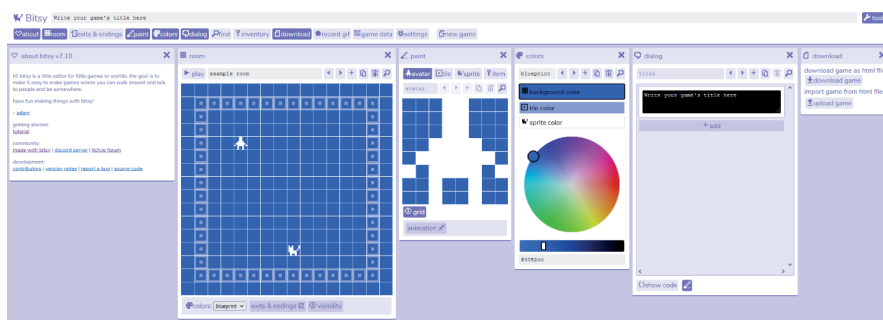 Bitsy Write your game's title here
tools
about room exits & endings paint colors dialog find inventory download record gif game data settings new game
about bitsy v7.10
hi! bitsy is a little editor for little games or worlds. the goal is to
make it easy to make games where you can walk around and talk
to people and be somewhere.
have fun making things with bitsy!
- adam
getting started:
tutorial
community:
made with bitsy | discord server | itch.io forum
development:
contributors | version notes | report a bug | source code
room
play example room
colors: blueprint exits & endings visibility
paint
avatar tile sprite item
avatar
grid
animation
colors
blueprint
background color
tile color
sprite color
dialog
title
Write your game's title here
+ add
show code
download
download game as html file
download game
import game from html file
upload game